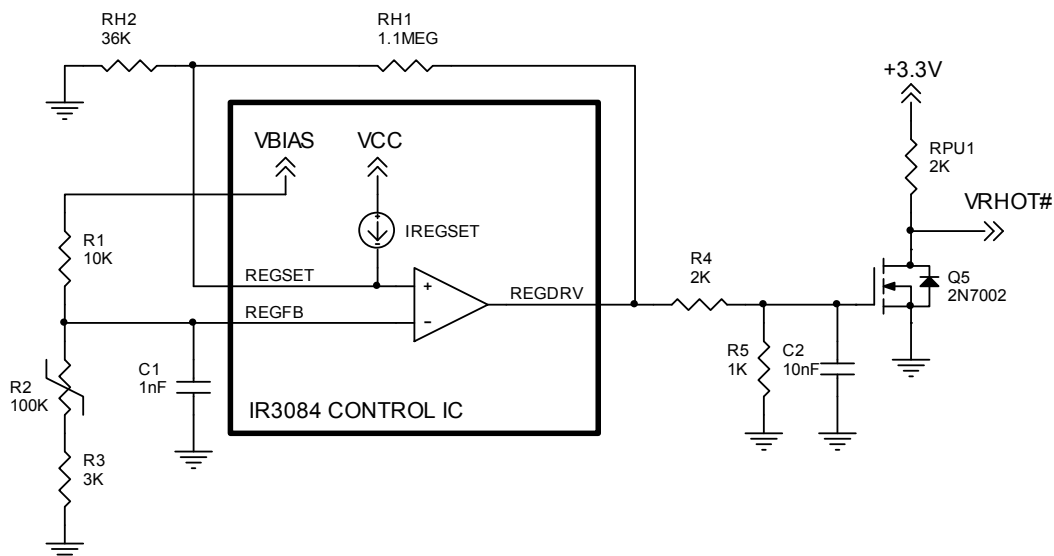 RH2
36K
RH1
1.1MEG
+3.3V
VBIAS
VCC
RPU1
2K
VRHOT#
R1
10K
IREGSET
REGSET
REGFB
REGDRV
R4
2K
Q5
2N7002
R2
100K
C1
1nF
R5
1K
C2
10nF
IR3084 CONTROL IC
R3
3K